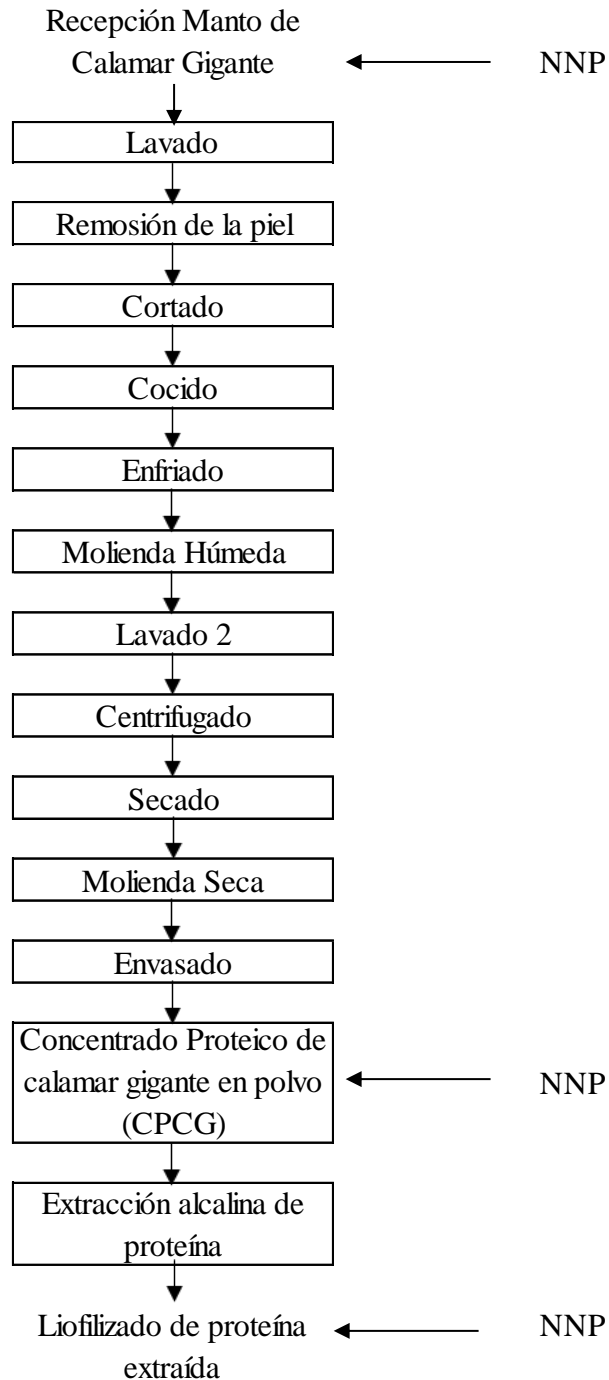 Recepción Manto de
Calamar Gigante
NNP
Lavado
Remosión de la piel
Cortado
Cocido
Enfriado
Molienda Húmeda
Lavado 2
Centrifugado
Secado
Molienda Seca
Envasado
Concentrado Proteico de
calamar gigante en polvo
(CPCG)
NNP
Extracción alcalina de
proteína
Liofilizado de proteína
extraída
NNP